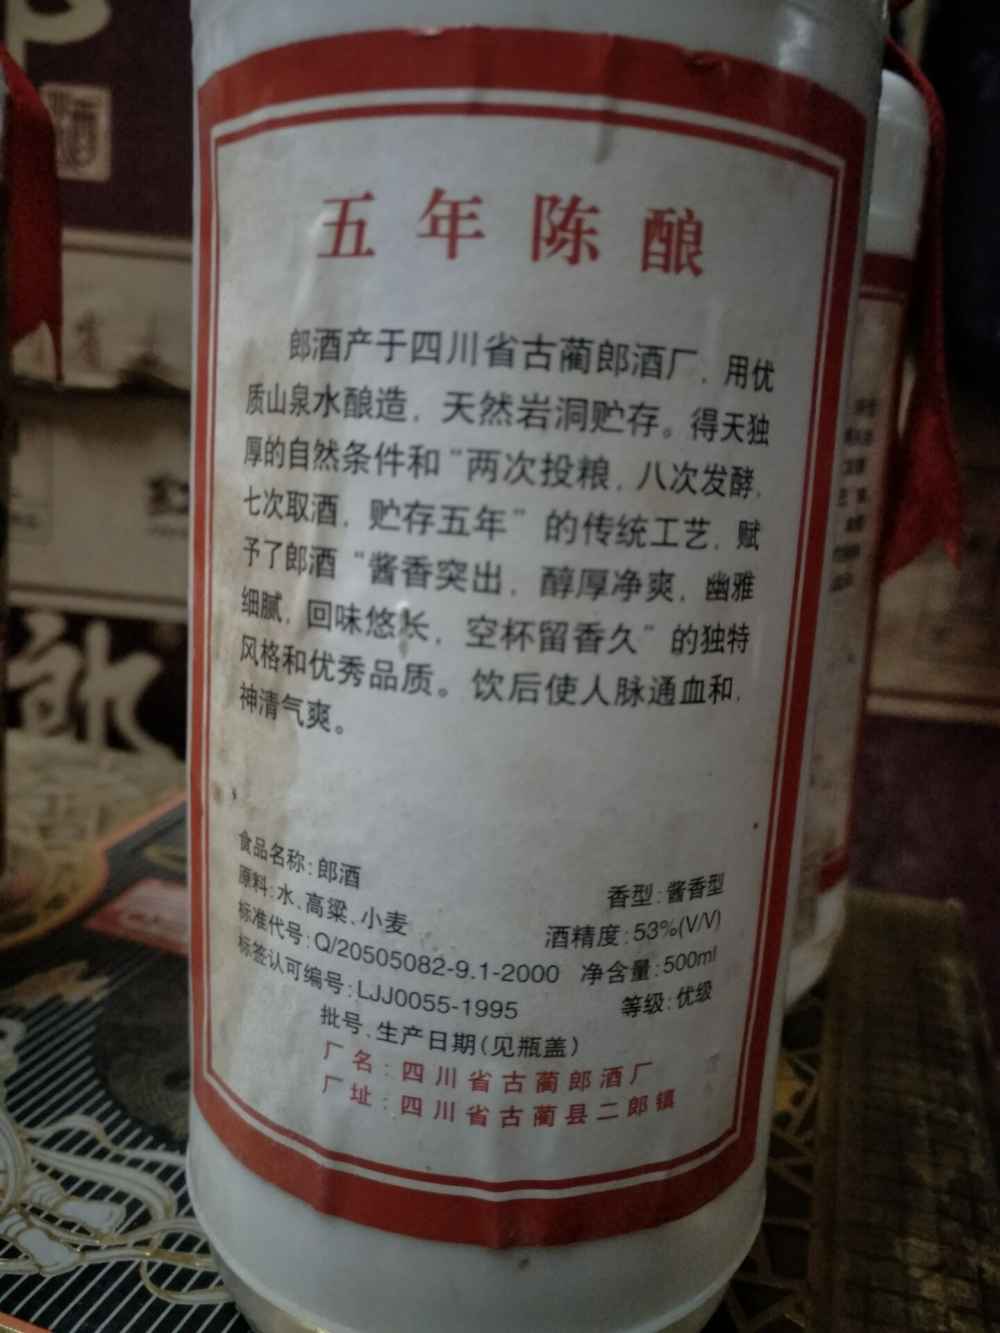 五年陈酿
郎酒产于四川省古蔺郎酒厂，用优
质山泉水酿造，天然岩洞贮存。得天独
厚的自然条件和“两次投粮，八次发酵，
七次取酒，贮存五年”的传统工艺，赋
予了郎酒“酱香突出，醇厚净爽，幽雅
细腻，回味悠长，空杯留香久”的独特
风格和优秀品质。饮后使人脉通血和，
神清气爽。
食品名称：郎酒 香型：酱香型
原料：水、高粱、小麦 酒精度：53%(V/V)
标准代号：Q/20505082-9.1-2000 净含量：500ml
标签认可编号：LJJ0055-1995 等级：优级
批号、生产日期（见瓶盖）
厂名：四川省古蔺郎酒厂
厂址：四川省古蔺县二郎镇
郎
酒